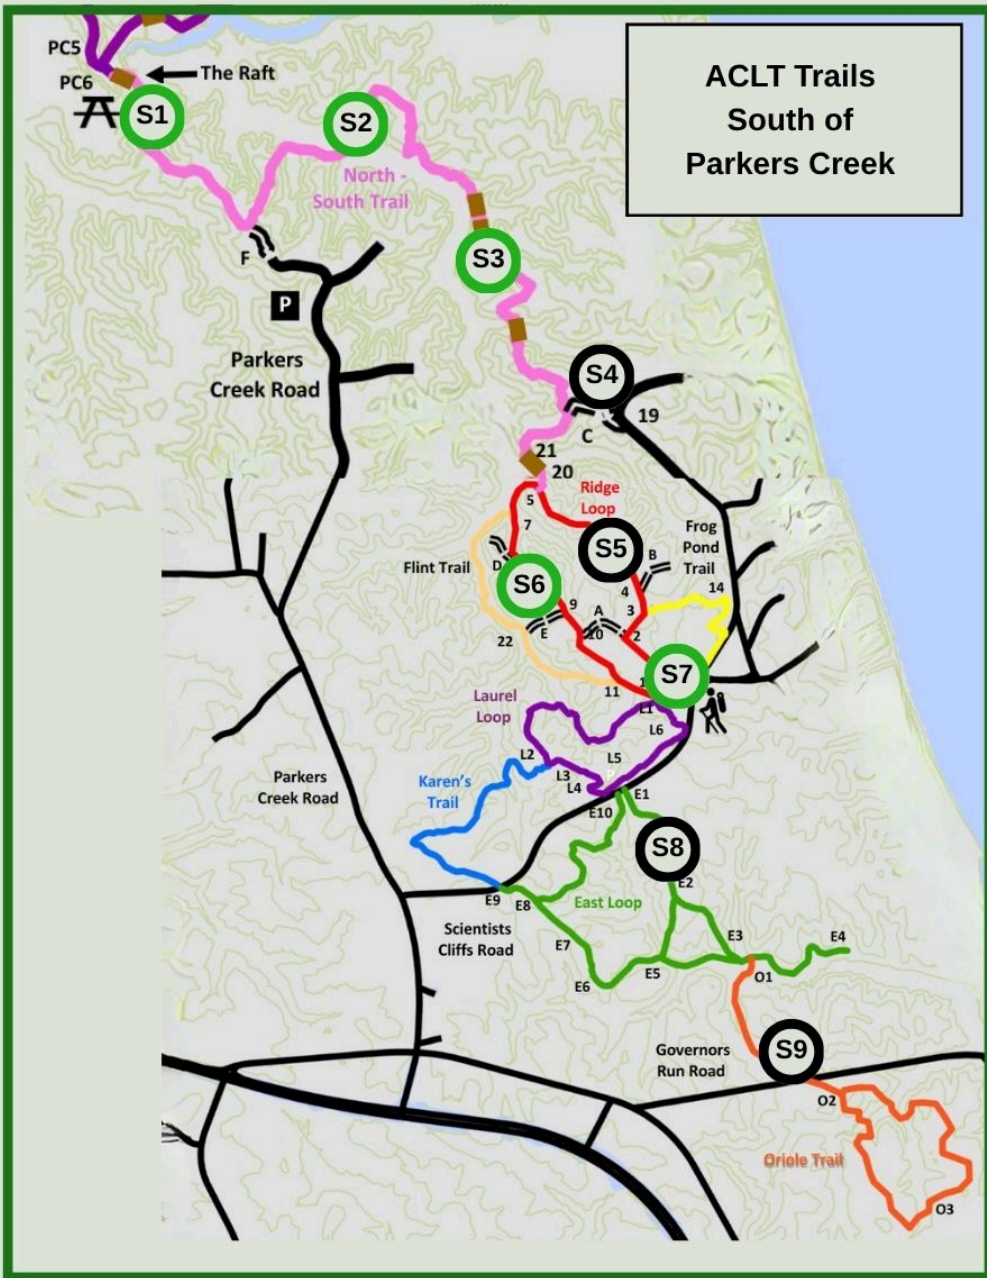 ACLT Trails
South of
Parkers Creek
PC5
The Raft
PC6
S1
S2
North -
South Trail
S3
F
P
Parkers
Creek Road
S4
19
C
21
20
Ridge
Loop
5
7
Frog
Pond
Trail
S5
B
D
Flint Trail
S6
4
14
9
A
3
10
2
E
22
S7
1
11
L1
Laurel
Loop
L6
L2
L5
L3
P
L4
Karen's
Trail
Parkers
Creek Road
E1
E10
S8
E2
E9
E8
East Loop
Scientists
Cliffs Road
E7
E3
E4
E5
E6
O1
S9
Governors
Run Road
O2
Oriole Trail
O3